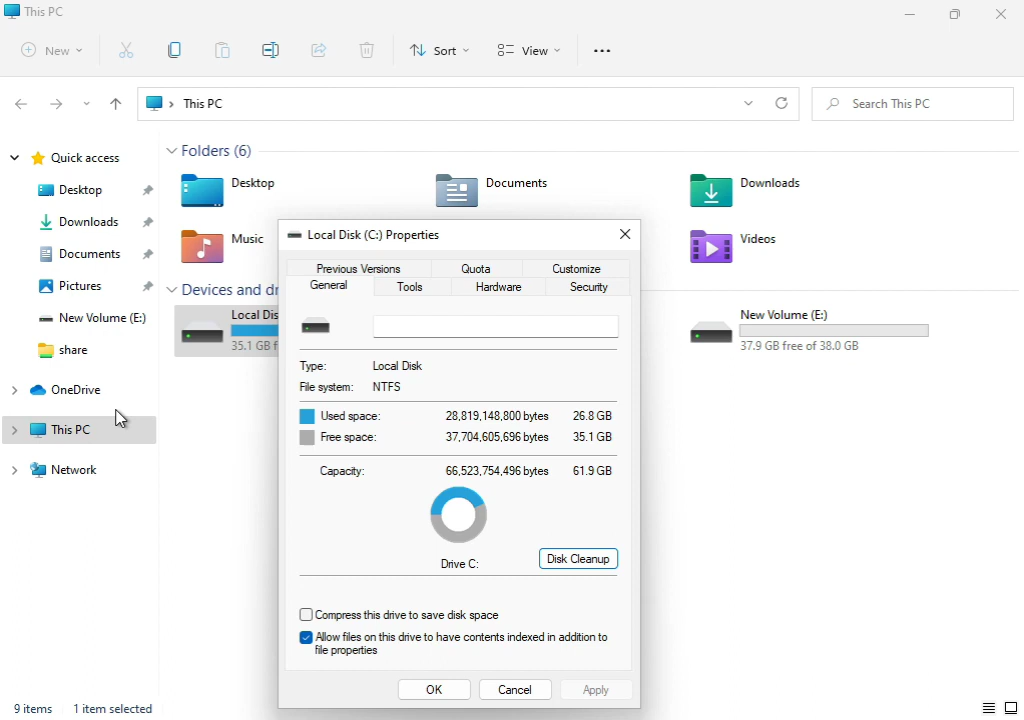 This PC
New
Sort
View
This PC
Search This PC
Quick access
Desktop
Downloads
Documents
Pictures
New Volume (E:)
share
OneDrive
This PC
Network
Folders (6)
Desktop
Documents
Downloads
Music
Videos
Devices and dr
Local Dis
35.1 GB f
New Volume (E:)
37.9 GB free of 38.0 GB
Local Disk (C:) Properties
Previous Versions Quota Customize
General Tools Hardware Security
Type: Local Disk
File system: NTFS
Used space: 28,819,148,800 bytes 26.8 GB
Free space: 37,704,605,696 bytes 35.1 GB
Capacity: 66,523,754,496 bytes 61.9 GB
Drive C:
Disk Cleanup
Compress this drive to save disk space
Allow files on this drive to have contents indexed in addition to
file properties
OK Cancel Apply
9 items 1 item selected